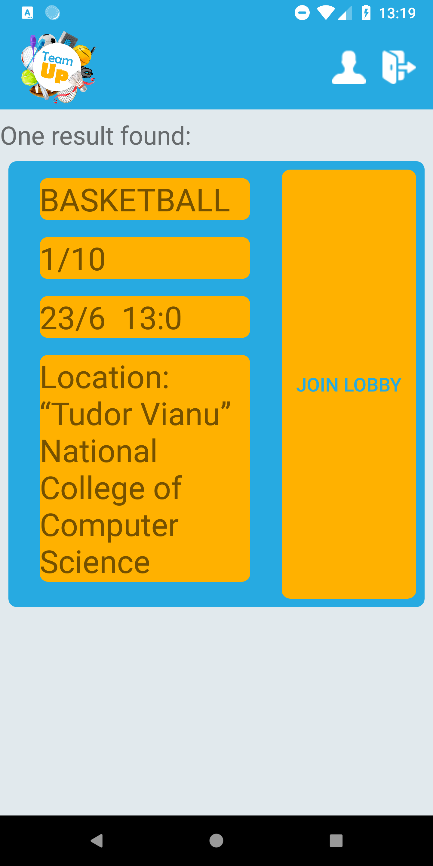 13:19
Team
Up
One result found:
BASKETBALL
1/10
23/6  13:0
Location:
“Tudor Vianu”
National
College of
Computer
Science
JOIN LOBBY